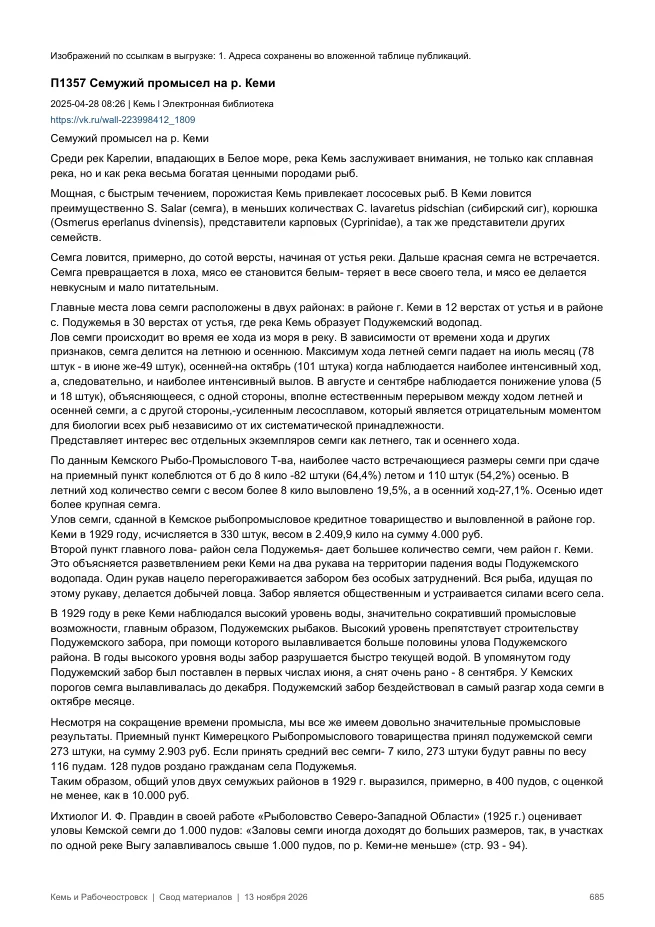 Изображений по ссылкам в выгрузке: 1. Адреса сохранены во вложенной таблице публикаций.
П1357 Семужий промысел на р. Кеми
2025-04-28 08:26 | Кемь I Электронная библиотека
https://vk.ru/wall-223998412_1809
Семужий промысел на р. Кеми
Среди рек Карелии, впадающих в Белое море, река Кемь заслуживает внимания, не только как сплавная
река, но и как река весьма богатая ценными породами рыб.
Мощная, с быстрым течением, порожистая Кемь привлекает лососевых рыб. В Кеми ловится
преимущественно S. Salar (семга), в меньших количествах C. lavaretus pidschian (сибирский сиг), корюшка
(Osmerus eperlanus dvinensis), представители карповых (Cyprinidae), а так же представители других
семейств.
Семга ловится, примерно, до сотой версты, начиная от устья реки. Дальше красная семга не встречается.
Семга превращается в лоха, мясо ее становится белым- теряет в весе своего тела, и мясо ее делается
невкусным и мало питательным.
Главные места лова семги расположены в двух районах: в районе г. Кеми в 12 верстах от устья и в районе
с. Подужемья в 30 верстах от устья, где река Кемь образует Подужемский водопад.
Лов семги происходит во время ее хода из моря в реку. В зависимости от времени хода и других
признаков, семга делится на летнюю и осеннюю. Максимум хода летней семги падает на июль месяц (78
штук - в июне же-49 штук), осенней-на октябрь (101 штука) когда наблюдается наиболее интенсивный ход,
а, следовательно, и наиболее интенсивный вылов. В августе и сентябре наблюдается понижение улова (5
и 18 штук), объясняющееся, с одной стороны, вполне естественным перерывом между ходом летней и
осенней семги, а с другой стороны,-усиленным лесосплавом, который является отрицательным моментом
для биологии всех рыб независимо от их систематической принадлежности.
Представляет интерес вес отдельных экземпляров семги как летнего, так и осеннего хода.
По данным Кемского Рыбо-Промыслового Т-ва, наиболее часто встречающиеся размеры семги при сдаче
на приемный пункт колеблются от 6 до 8 кило -82 штуки (64,4%) летом и 110 штук (54,2%) осенью. В
летний ход количество семги с весом более 8 кило выловлено 19,5%, а в осенний ход-27,1%. Осенью идет
более крупная семга.
Улов семги, сданной в Кемское рыбопромысловое кредитное товарищество и выловленной в районе гор.
Кеми в 1929 году, исчисляется в 330 штук, весом в 2.409,9 кило на сумму 4.000 руб.
Второй пункт главного лова- район села Подужемья- дает большее количество семги, чем район г. Кеми.
Это объясняется разветвлением реки Кеми на два рукава на территории падения воды Подужемского
водопада. Один рукав нацело перегораживается забором без особых затруднений. Вся рыба, идущая по
этому рукаву, делается добычей ловца. Забор является общественным и устраивается силами всего села.
В 1929 году в реке Кеми наблюдался высокий уровень воды, значительно сокративший промысловые
возможности, главным образом, Подужемских рыбаков. Высокий уровень препятствует строительству
Подужемского забора, при помощи которого вылавливается больше половины улова Подужемского
района. В годы высокого уровня воды забор разрушается быстро текущей водой. В упомянутом году
Подужемский забор был поставлен в первых числах июня, а снят очень рано - 8 сентября. У Кемских
порогов семга вылавливалась до декабря. Подужемский забор бездействовал в самый разгар хода семги в
октябре месяце.
Несмотря на сокращение времени промысла, мы все же имеем довольно значительные промысловые
результаты. Приемный пункт Кимерецкого Рыбопромыслового товарищества принял подужемской семги
273 штуки, на сумму 2.903 руб. Если принять средний вес семги- 7 кило, 273 штуки будут равны по весу
116 пудам. 128 пудов роздано гражданам села Подужемья.
Таким образом, общий улов двух семужьих районов в 1929 г. выразился, примерно, в 400 пудов, с оценкой
не менее, как в 10.000 руб.
Ихтиолог И. Ф. Правдин в своей работе «Рыболовство Северо-Западной Области» (1925 г.) оценивает
уловы Кемской семги до 1.000 пудов: «Заловы семги иногда доходят до больших размеров, так, в участках
по одной реке Выгу залавливалось свыше 1.000 пудов, по р. Кеми-не меньше» (стр. 93 - 94).
Кемь и Рабочеостровск | Свод материалов | 13 ноября 2026
685